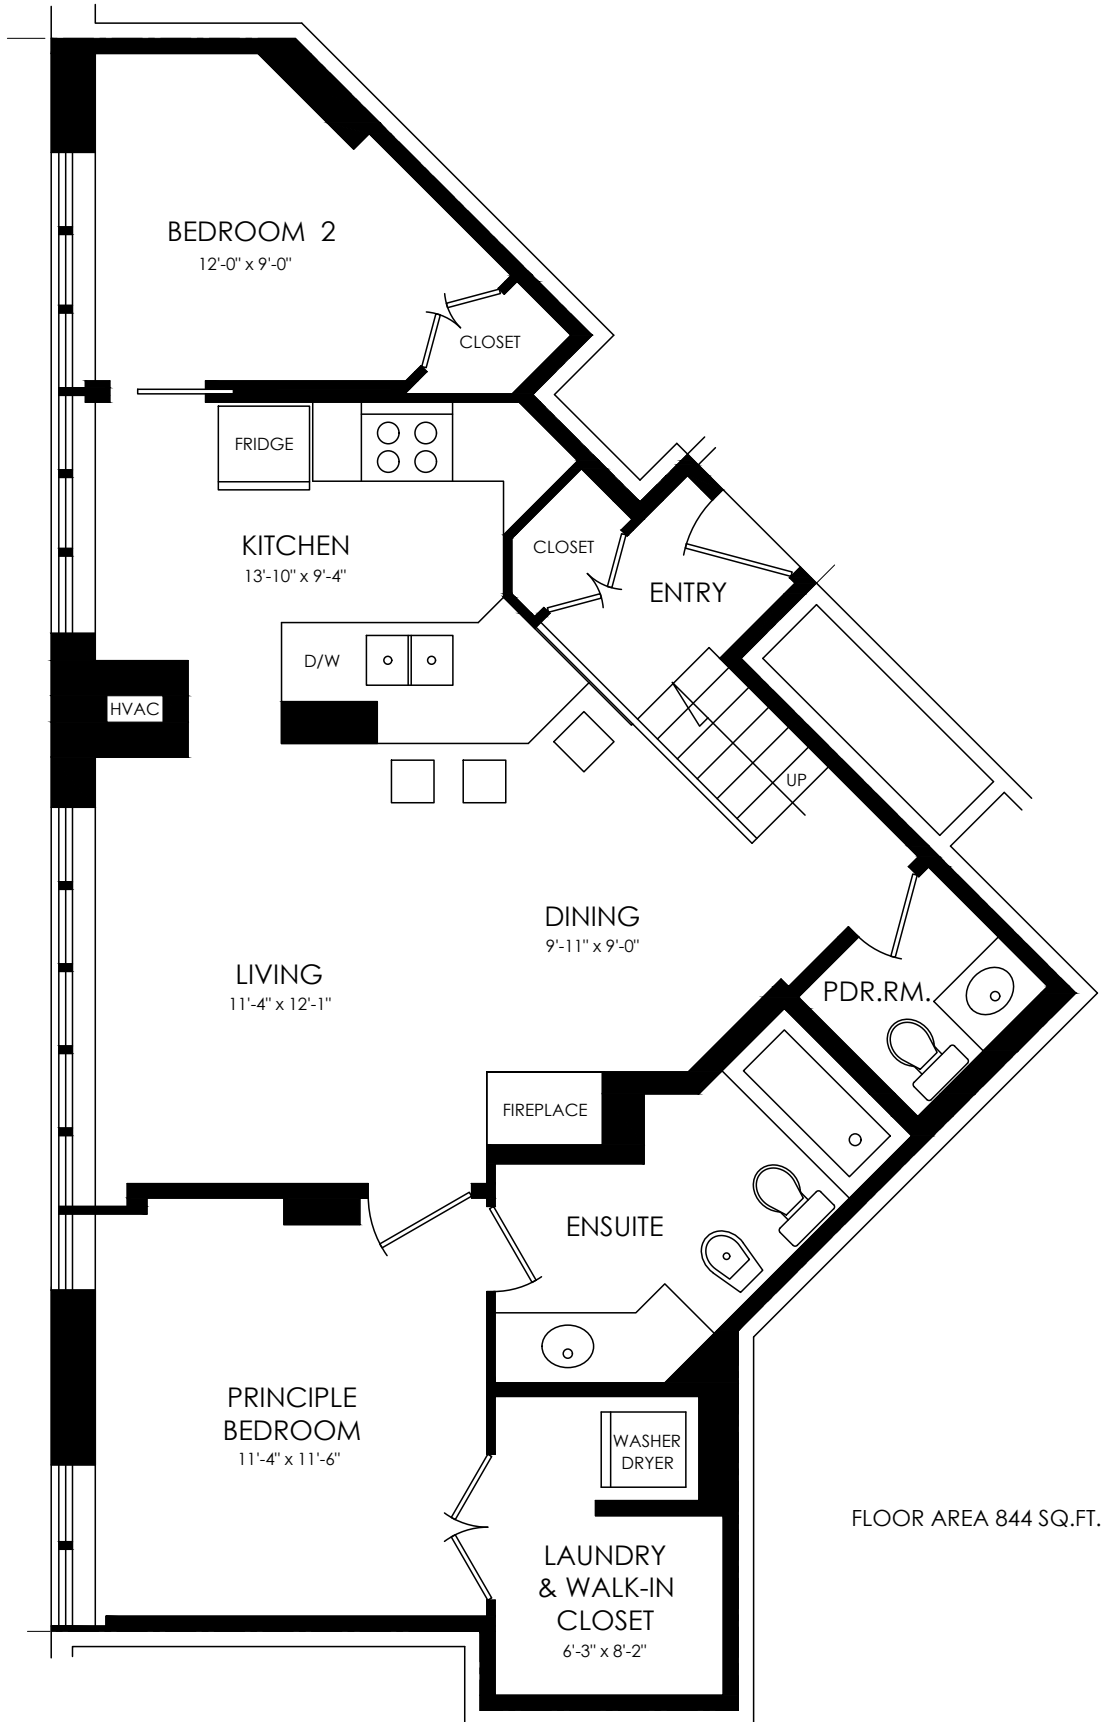 BEDROOM 2
12'-0" x 9'-0"
CLOSET
FRIDGE
KITCHEN
13'-10" x 9'-4"
CLOSET
ENTRY
D/W
HVAC
UP
DINING
9'-11" x 9'-0"
LIVING
11'-4" x 12'-1"
PDR.RM.
FIREPLACE
ENSUITE
PRINCIPLE
BEDROOM
11'-4" x 11'-6"
WASHER
DRYER
FLOOR AREA 844 SQ.FT.
LAUNDRY
& WALK-IN
CLOSET
6'-3" x 8'-2"